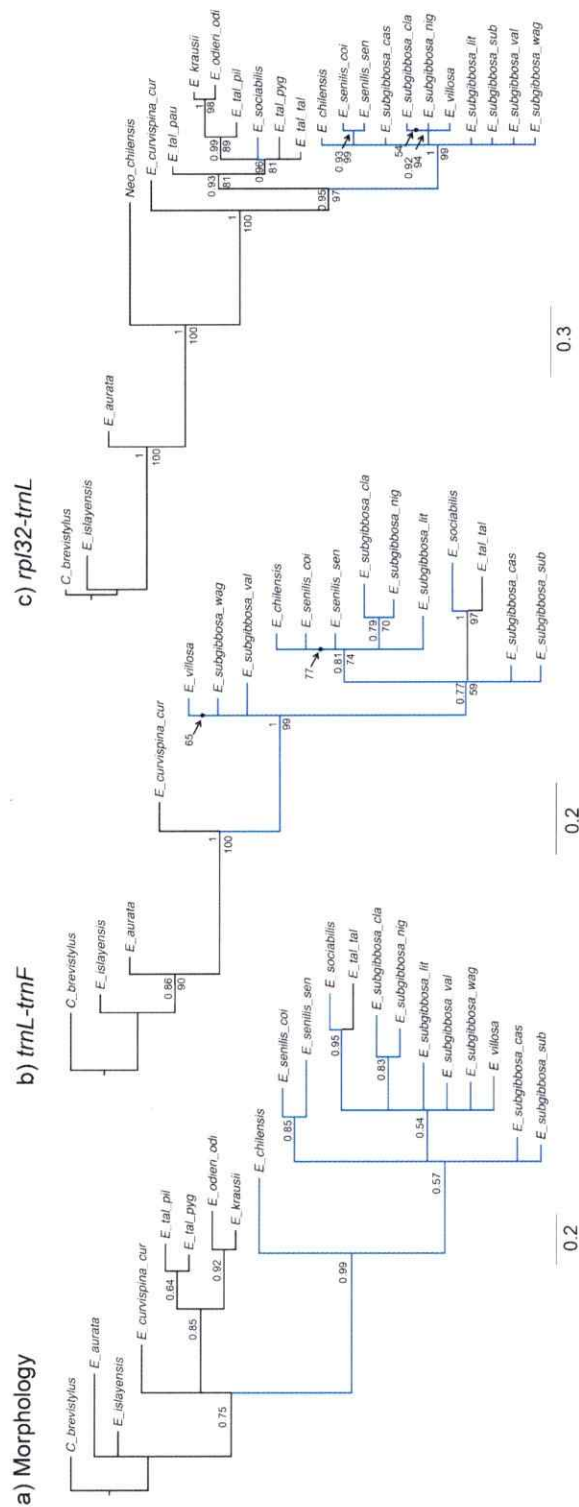 a) Morphology
C_brevistylus
E_aurata
E_islayensis
E_curvispina_cur
E_tal_pil
E_tal_pyg
E_odieri_odi
E_krausii
E_chilensis
E_senilis_coi
E_senilis_sen
E_sociabilis
E_tal_tal
E_subgibbosa_cla
E_subgibbosa_nig
E_subgibbosa_lit
E_subgibbosa_val
E_subgibbosa_wag
E_villosa
E_subgibbosa_cas
E_subgibbosa_sub
0.75
0.85
0.64
0.92
0.99
0.57
0.85
0.54
0.95
0.83
0.2
b) trnL-trnF
C_brevistylus
E_islayensis
E_aurata
E_curvispina_cur
E_villosa
E_subgibbosa_wag
E_subgibbosa_val
E_chilensis
E_senilis_coi
E_senilis_sen
E_subgibbosa_cla
E_subgibbosa_nig
E_subgibbosa_lit
E_sociabilis
E_tal_tal
E_subgibbosa_cas
E_subgibbosa_sub
0.86
90
1
100
1
99
65
0.77
59
0.81
74
77
0.79
70
1
97
0.2
c) rpl32-trnL
C_brevistylus
E_islayensis
E_aurata
Neo_chilensis
E_curvispina_cur
E_tal_pau
E_krausii
E_odieri_odi
E_tal_pil
E_sociabilis
E_tal_pyg
E_tal_tal
E_chilensis
E_senilis_coi
E_senilis_sen
E_subgibbosa_cas
E_subgibbosa_cla
E_subgibbosa_nig
E_villosa
E_subgibbosa_lit
E_subgibbosa_sub
E_subgibbosa_val
E_subgibbosa_wag
1
100
1
100
1
100
0.95
97
0.93
81
0.99
89
1
98
0.96
81
0.93
99
54
0.92
94
1
99
0.3